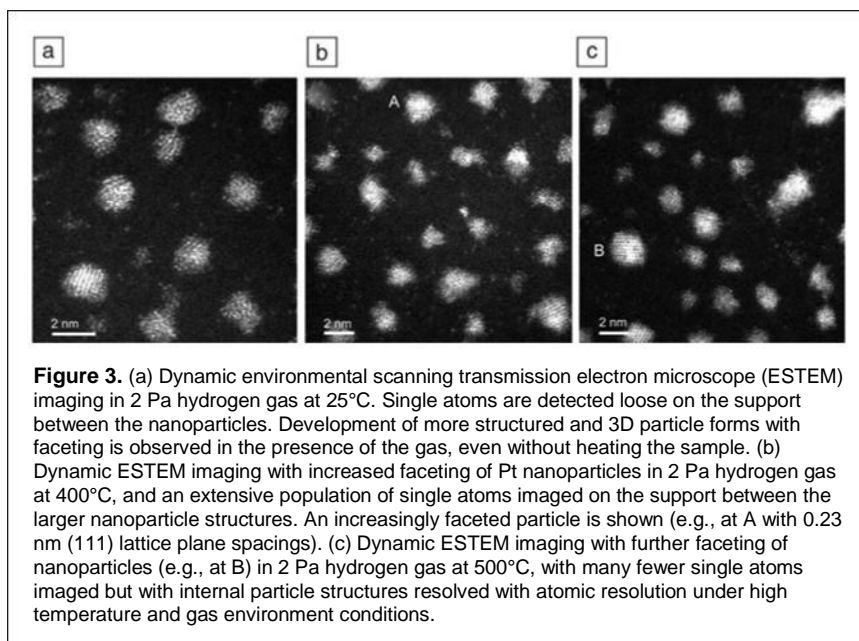 a
b
c
A
B
2 nm
2 nm
2 nm
Figure 3. (a) Dynamic environmental scanning transmission electron microscope (ESTEM)
imaging in 2 Pa hydrogen gas at 25°C. Single atoms are detected loose on the support
between the nanoparticles. Development of more structured and 3D particle forms with
faceting is observed in the presence of the gas, even without heating the sample. (b)
Dynamic ESTEM imaging with increased faceting of Pt nanoparticles in 2 Pa hydrogen gas
at 400°C, and an extensive population of single atoms imaged on the support between the
larger nanoparticle structures. An increasingly faceted particle is shown (e.g., at A with 0.23
nm (111) lattice plane spacings). (c) Dynamic ESTEM imaging with further faceting of
nanoparticles (e.g., at B) in 2 Pa hydrogen gas at 500°C, with many fewer single atoms
imaged but with internal particle structures resolved with atomic resolution under high
temperature and gas environment conditions.